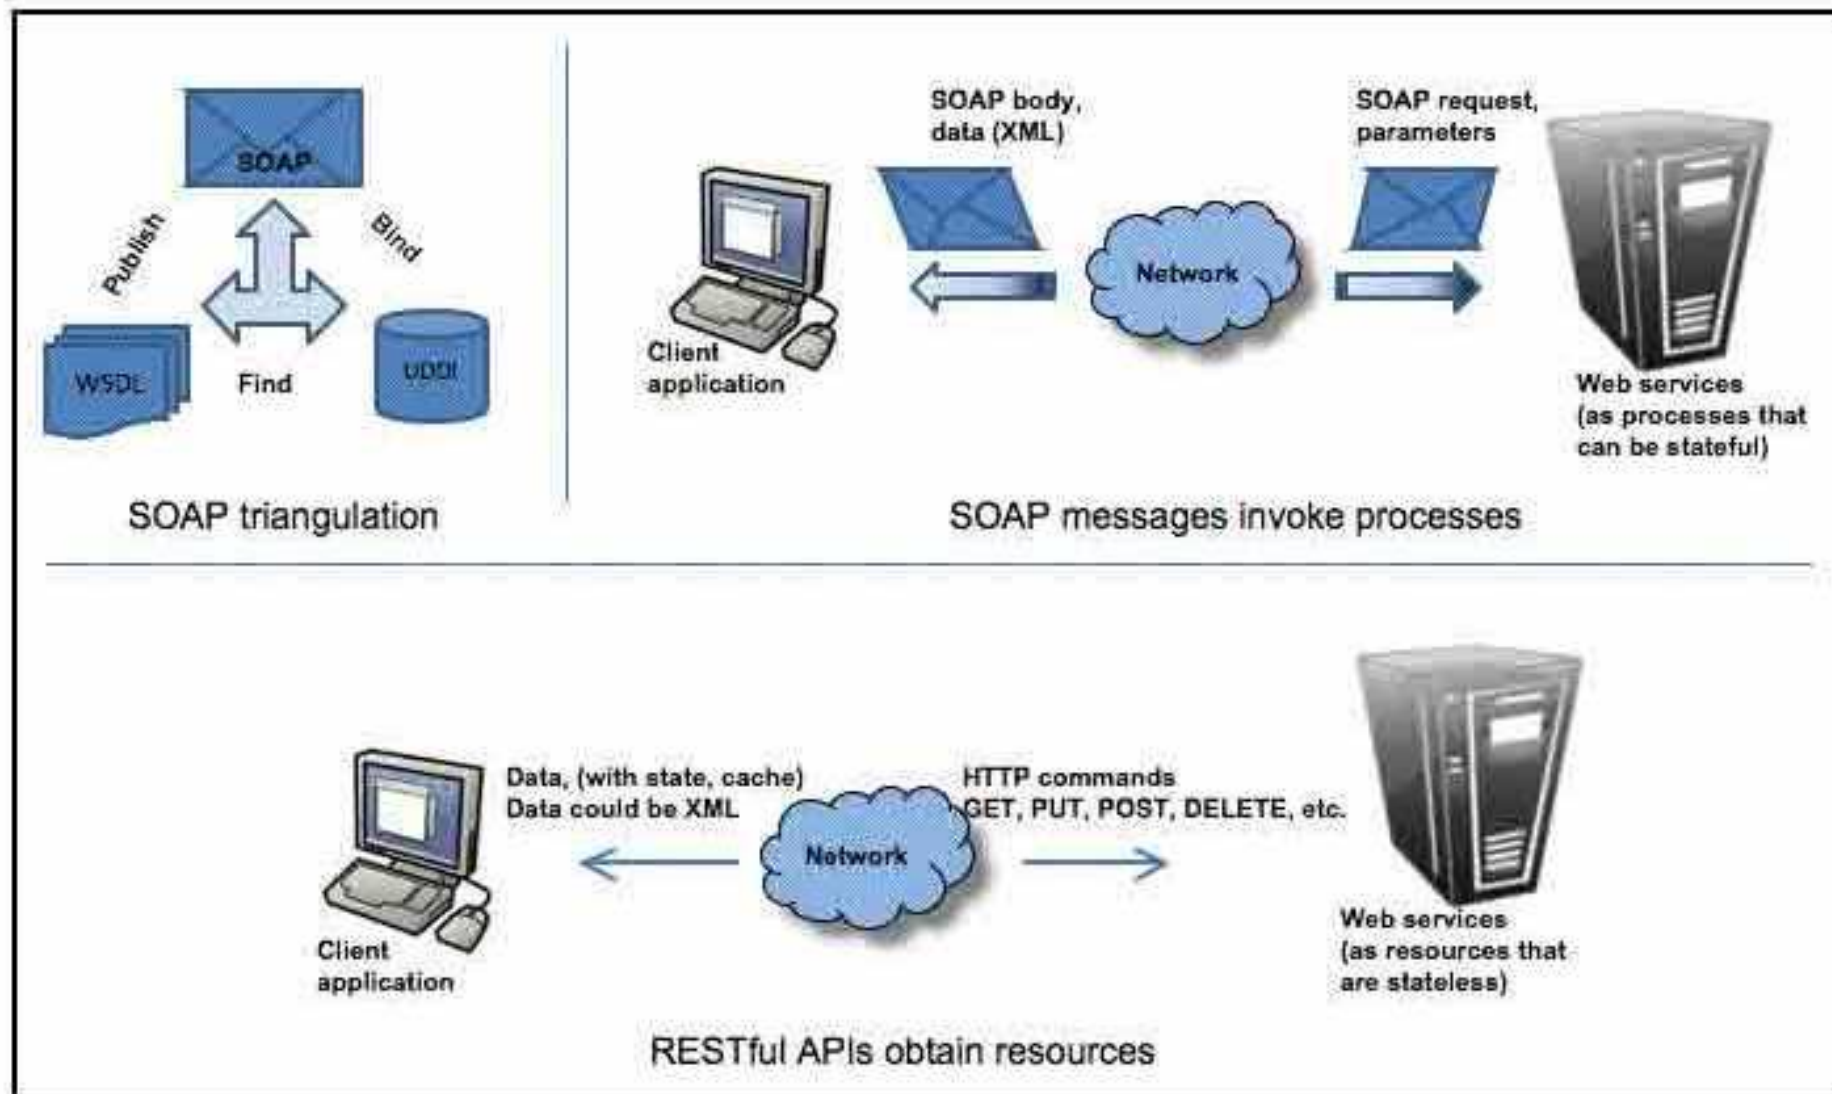 SOAP
Publish
Bind
WSDL
Find
UDDI
SOAP triangulation
SOAP body,
data (XML)
SOAP request,
parameters
Network
Client
application
Web services
(as processes that
can be stateful)
SOAP messages invoke processes
Data, (with state, cache)
Data could be XML
HTTP commands
GET, PUT, POST, DELETE, etc.
Network
Client
application
Web services
(as resources that
are stateless)
RESTful APIs obtain resources